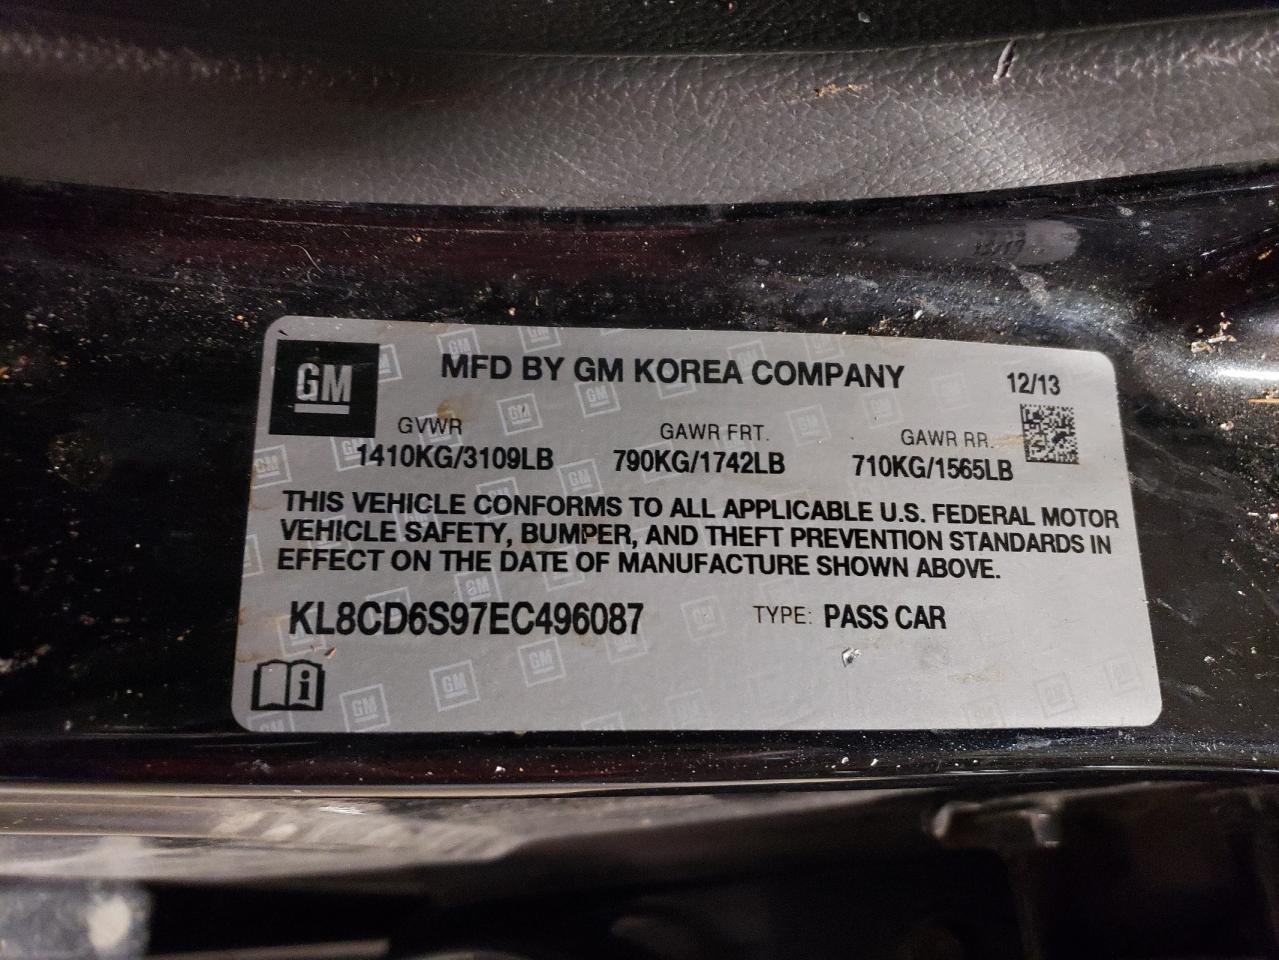 GM
MFD BY GM KOREA COMPANY
12/13
GVWR GAWR FRT. GAWR RR.
1410KG/3109LB 790KG/1742LB 710KG/1565LB
THIS VEHICLE CONFORMS TO ALL APPLICABLE U.S. FEDERAL MOTOR
VEHICLE SAFETY, BUMPER, AND THEFT PREVENTION STANDARDS IN
EFFECT ON THE DATE OF MANUFACTURE SHOWN ABOVE.
KL8CD6S97EC496087 TYPE: PASS CAR
i